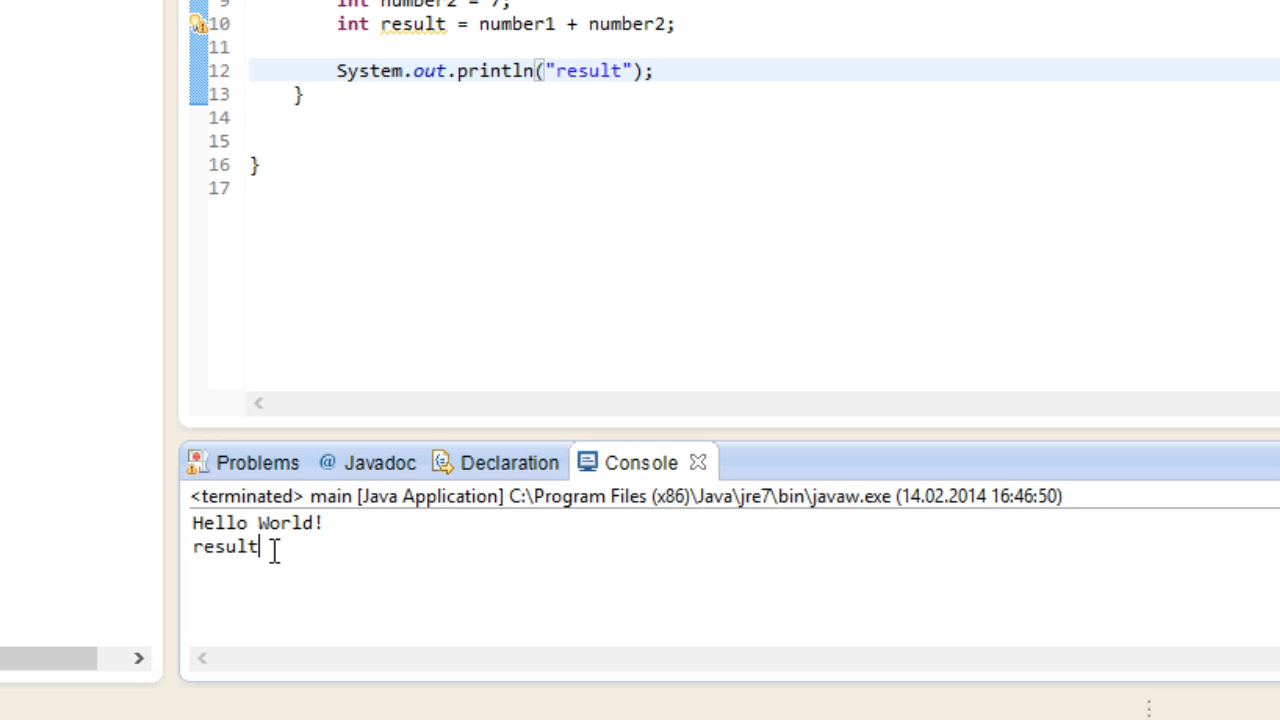 9 int number2 = 7;
10 int result = number1 + number2;
11
12 System.out.println("result");
13 }
14
15
16 }
17
Problems @ Javadoc Declaration Console
<terminated> main [Java Application] C:\Program Files (x86)\Java\jre7\bin\javaw.exe (14.02.2014 16:46:50)
Hello World!
result